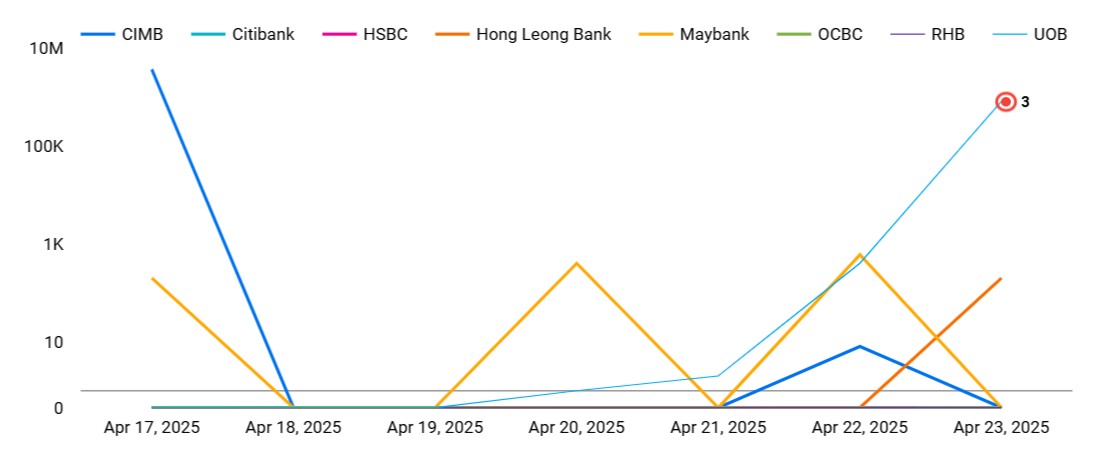 CIMB Citibank HSBC Hong Leong Bank Maybank OCBC RHB UOB
10M
3
100K
1K
10
0
Apr 17, 2025 Apr 18, 2025 Apr 19, 2025 Apr 20, 2025 Apr 21, 2025 Apr 22, 2025 Apr 23, 2025